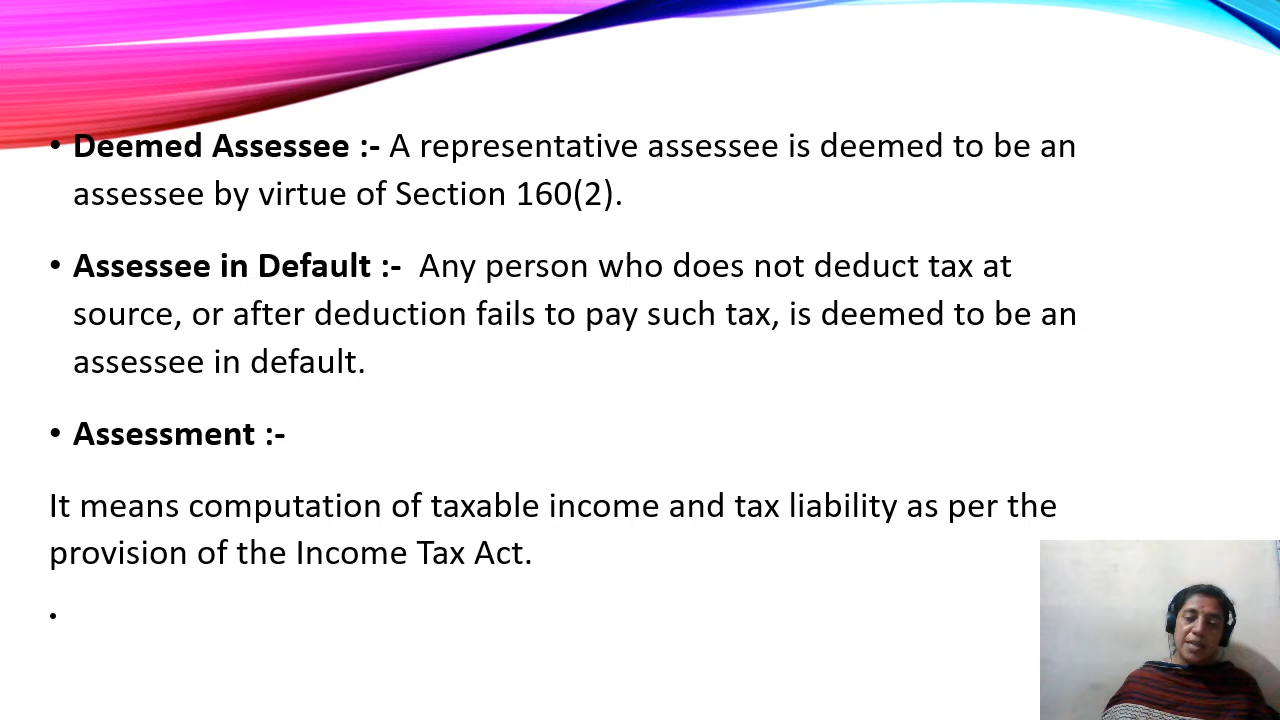 • Deemed Assessee :- A representative assessee is deemed to be an
assessee by virtue of Section 160(2).
• Assessee in Default :-  Any person who does not deduct tax at
source, or after deduction fails to pay such tax, is deemed to be an
assessee in default.
• Assessment :-
It means computation of taxable income and tax liability as per the
provision of the Income Tax Act.
•